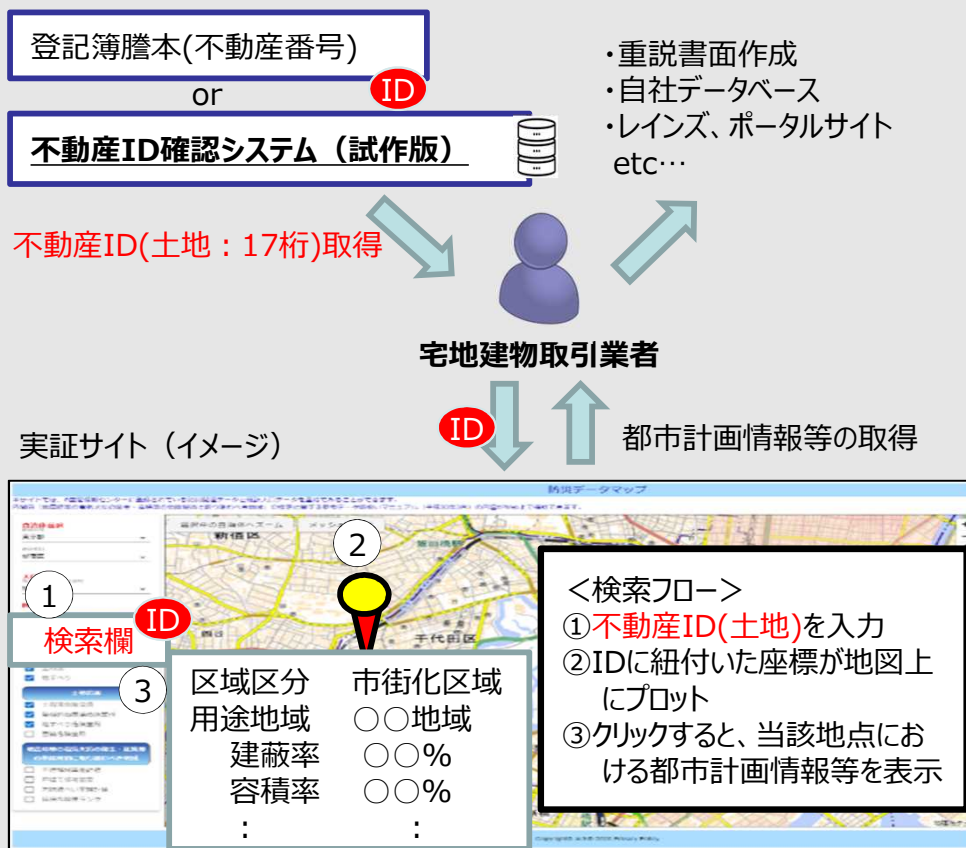 登記簿謄本(不動産番号)
ID
or
不動産ID確認システム（試作版）
・重説書面作成
・自社データベース
・レインズ、ポータルサイト
etc…
不動産ID(土地：17桁)取得
宅地建物取引業者
ID
都市計画情報等の取得
実証サイト（イメージ）
防災データマップ
新宿区
千代田区
①
ID
検索欄
②
③
区域区分　市街化区域
用途地域　○○地域
建蔽率　○○%
容積率　○○%
：　：
＜検索フロー＞
①不動産ID(土地)を入力
②IDに紐付いた座標が地図上
にプロット
③クリックすると、当該地点にお
ける都市計画情報等を表示